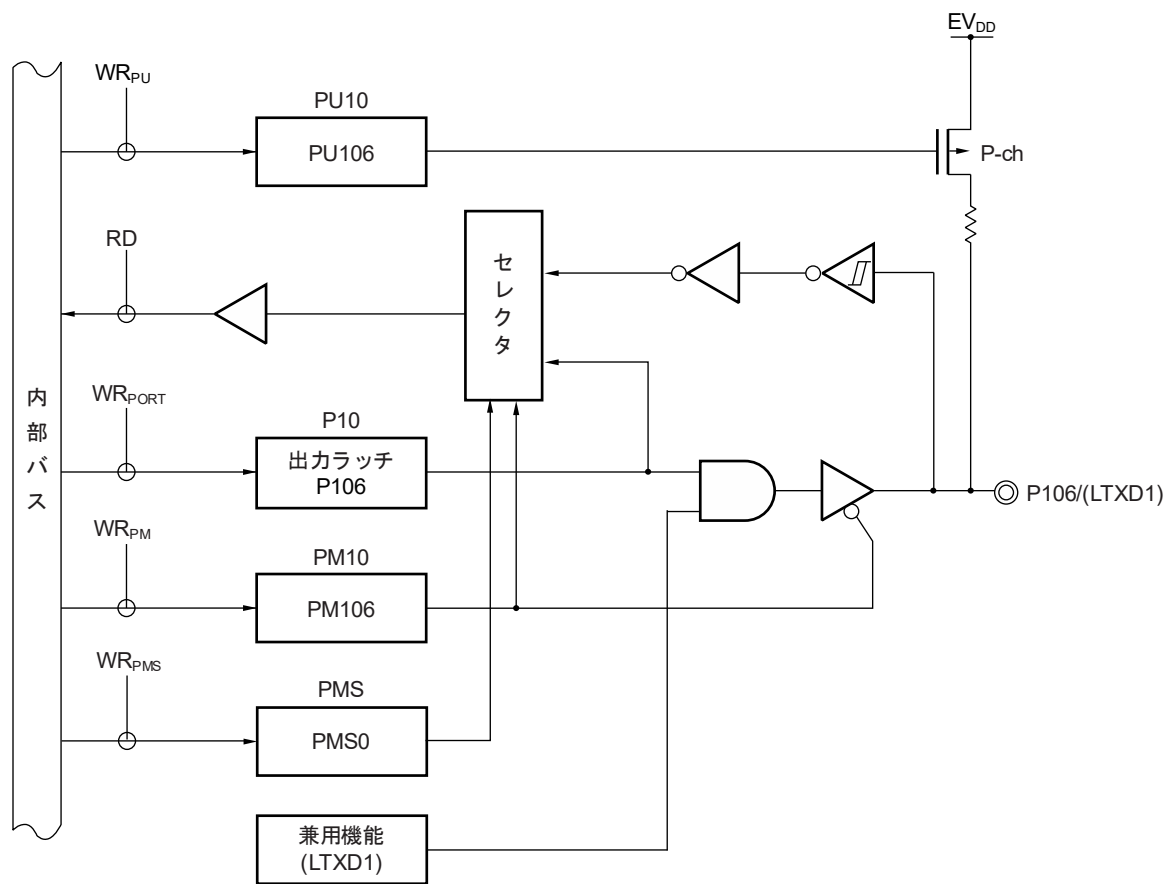 EVDD
WRPU
PU10
PU106
P-ch
RD
セレクタ
WRPORT
P10
出力ラッチ
P106
内部バス
P106/(LTXD1)
WRPM
PM10
PM106
WRPMS
PMS
PMS0
兼用機能
(LTXD1)